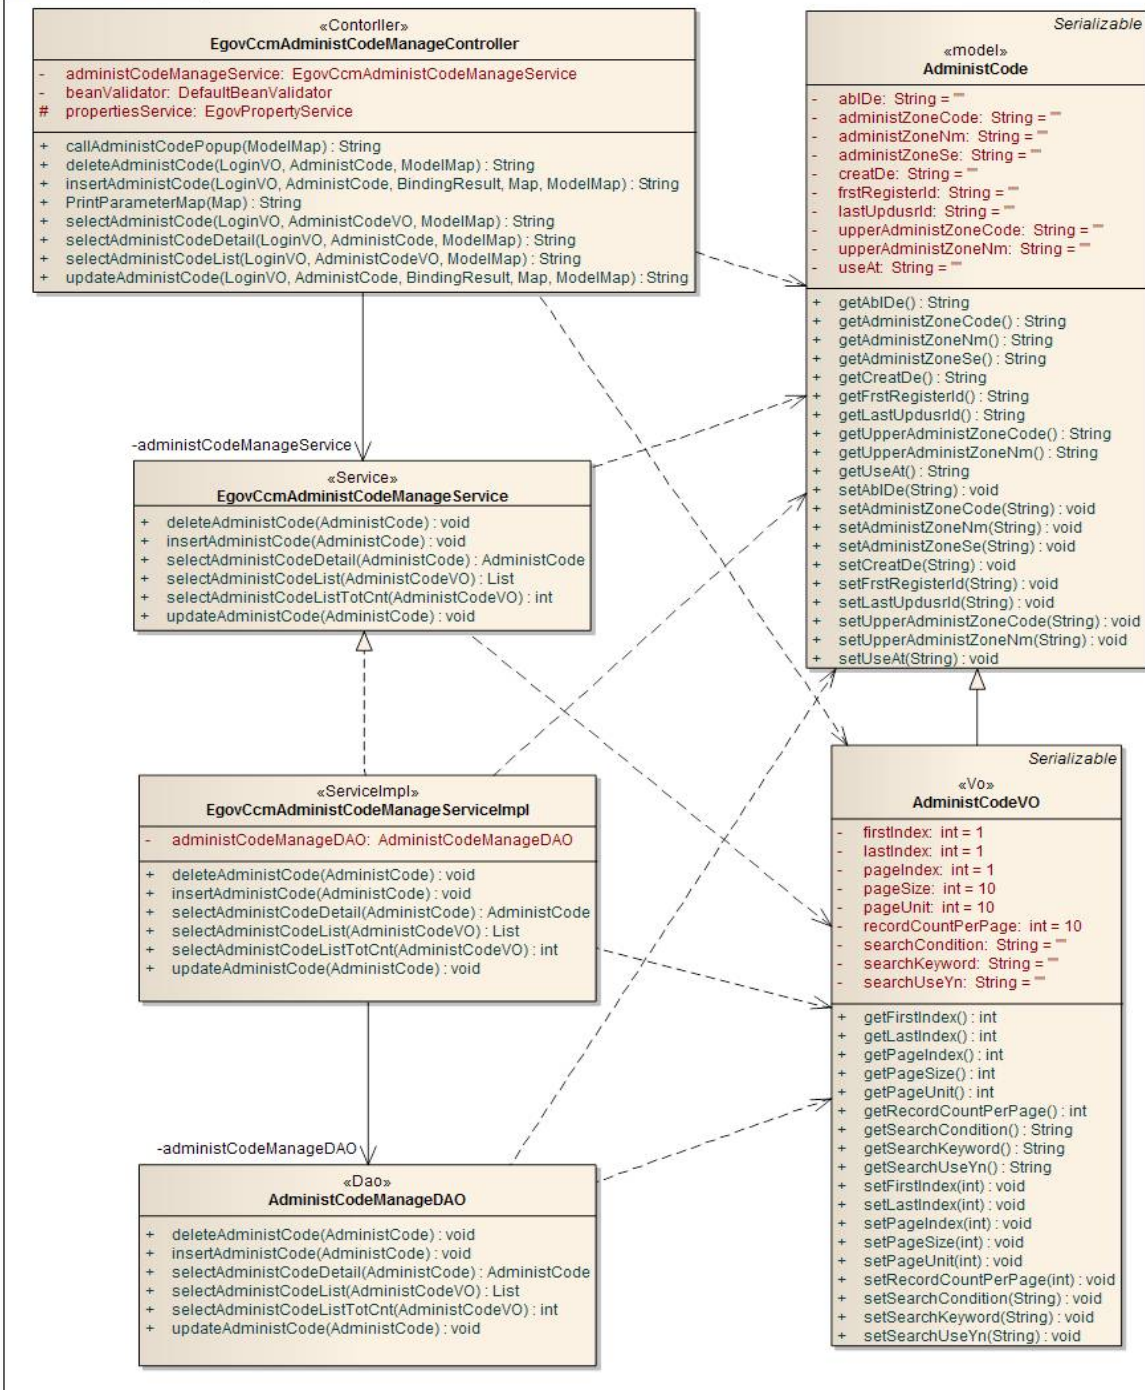 «Contorller»
EgovCcmAdministCodeManageController
- administCodeManageService: EgovCcmAdministCodeManageService
- beanValidator: DefaultBeanValidator
# propertiesService: EgovPropertyService
+ callAdministCodePopup(ModelMap) : String
+ deleteAdministCode(LoginVO, AdministCode, ModelMap) : String
+ insertAdministCode(LoginVO, AdministCode, BindingResult, Map, ModelMap) : String
+ PrintParameterMap(Map) : String
+ selectAdministCode(LoginVO, AdministCodeVO, ModelMap) : String
+ selectAdministCodeDetail(LoginVO, AdministCode, ModelMap) : String
+ selectAdministCodeList(LoginVO, AdministCodeVO, ModelMap) : String
+ updateAdministCode(LoginVO, AdministCode, BindingResult, Map, ModelMap) : String
-administCodeManageService
«Service»
EgovCcmAdministCodeManageService
+ deleteAdministCode(AdministCode) : void
+ insertAdministCode(AdministCode) : void
+ selectAdministCodeDetail(AdministCode) : AdministCode
+ selectAdministCodeList(AdministCodeVO) : List
+ selectAdministCodeListTotCnt(AdministCodeVO) : int
+ updateAdministCode(AdministCode) : void
«ServiceImpl»
EgovCcmAdministCodeManageServiceImpl
- administCodeManageDAO: AdministCodeManageDAO
+ deleteAdministCode(AdministCode) : void
+ insertAdministCode(AdministCode) : void
+ selectAdministCodeDetail(AdministCode) : AdministCode
+ selectAdministCodeList(AdministCodeVO) : List
+ selectAdministCodeListTotCnt(AdministCodeVO) : int
+ updateAdministCode(AdministCode) : void
-administCodeManageDAO
«Dao»
AdministCodeManageDAO
+ deleteAdministCode(AdministCode) : void
+ insertAdministCode(AdministCode) : void
+ selectAdministCodeDetail(AdministCode) : AdministCode
+ selectAdministCodeList(AdministCodeVO) : List
+ selectAdministCodeListTotCnt(AdministCodeVO) : int
+ updateAdministCode(AdministCode) : void
Serializable
«model»
AdministCode
- ablDe: String = ""
- administZoneCode: String = ""
- administZoneNm: String = ""
- administZoneSe: String = ""
- creatDe: String = ""
- frstRegisterId: String = ""
- lastUpdusrId: String = ""
- upperAdministZoneCode: String = ""
- upperAdministZoneNm: String = ""
- useAt: String = ""
+ getAblDe() : String
+ getAdministZoneCode() : String
+ getAdministZoneNm() : String
+ getAdministZoneSe() : String
+ getCreatDe() : String
+ getFrstRegisterId() : String
+ getLastUpdusrId() : String
+ getUpperAdministZoneCode() : String
+ getUpperAdministZoneNm() : String
+ getUseAt() : String
+ setAblDe(String) : void
+ setAdministZoneCode(String) : void
+ setAdministZoneNm(String) : void
+ setAdministZoneSe(String) : void
+ setCreatDe(String) : void
+ setFrstRegisterId(String) : void
+ setLastUpdusrId(String) : void
+ setUpperAdministZoneCode(String) : void
+ setUpperAdministZoneNm(String) : void
+ setUseAt(String) : void
Serializable
«Vo»
AdministCodeVO
- firstIndex: int = 1
- lastIndex: int = 1
- pageIndex: int = 1
- pageSize: int = 10
- pageUnit: int = 10
- recordCountPerPage: int = 10
- searchCondition: String = ""
- searchKeyword: String = ""
- searchUseYn: String = ""
+ getFirstIndex() : int
+ getLastIndex() : int
+ getPageIndex() : int
+ getPageSize() : int
+ getPageUnit() : int
+ getRecordCountPerPage() : int
+ getSearchCondition() : String
+ getSearchKeyword() : String
+ getSearchUseYn() : String
+ setFirstIndex(int) : void
+ setLastIndex(int) : void
+ setPageIndex(int) : void
+ setPageSize(int) : void
+ setPageUnit(int) : void
+ setRecordCountPerPage(int) : void
+ setSearchCondition(String) : void
+ setSearchKeyword(String) : void
+ setSearchUseYn(String) : void